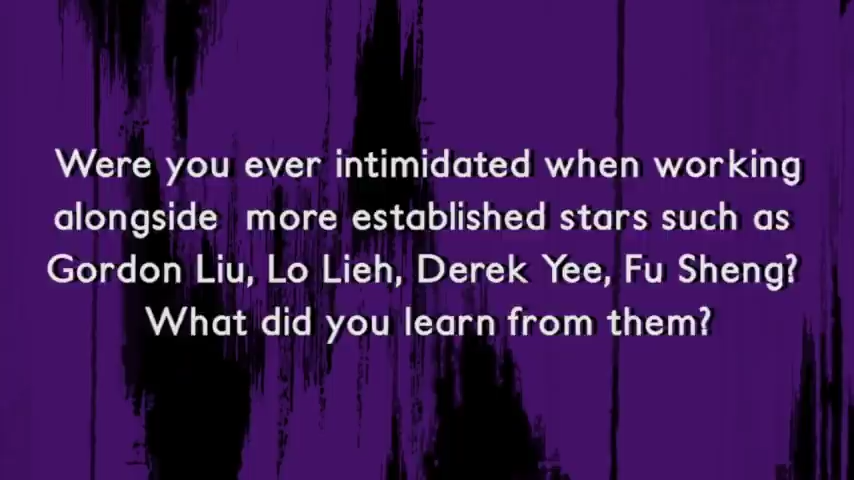 Were you ever intimidated when working
alongside more established stars such as
Gordon Liu, Lo Lieh, Derek Yee, Fu Sheng?
What did you learn from them?